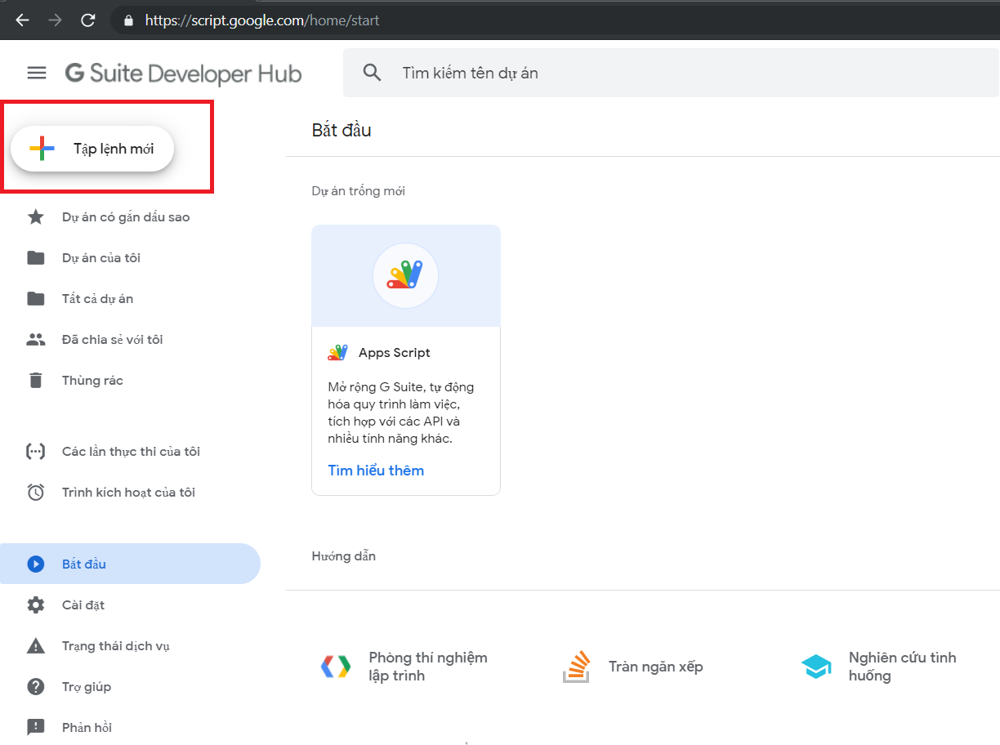 https://script.google.com/home/start
G Suite Developer Hub
Tìm kiếm tên dự án
Tập lệnh mới
Dự án có gắn dấu sao
Dự án của tôi
Tất cả dự án
Đã chia sẻ với tôi
Thùng rác
Các lần thực thi của tôi
Trình kích hoạt của tôi
Bắt đầu
Cài đặt
Trạng thái dịch vụ
Trợ giúp
Phản hồi
Bắt đầu
Dự án trống mới
Apps Script
Mở rộng G Suite, tự động
hóa quy trình làm việc,
tích hợp với các API và
nhiều tính năng khác.
Tìm hiểu thêm
Hướng dẫn
Phòng thí nghiệm
lập trình
Tràn ngăn xếp
Nghiên cứu tình
huống